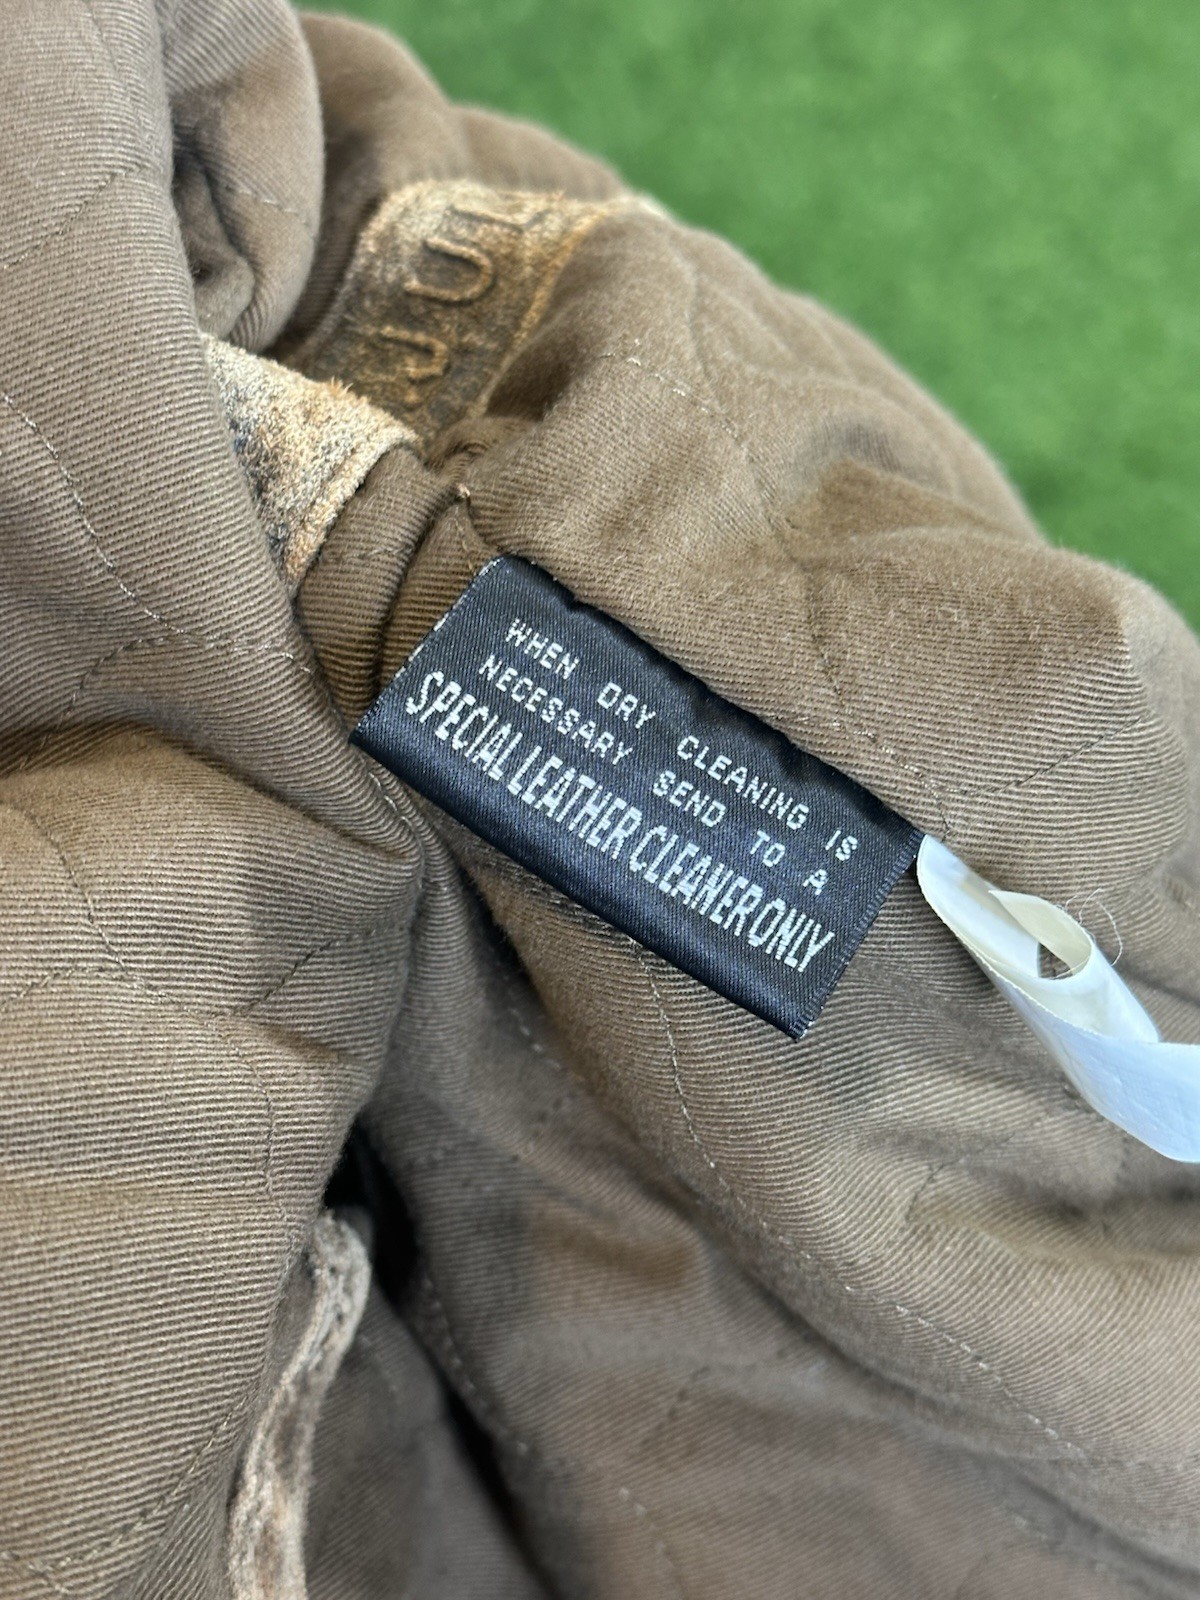 WHEN DRY CLEANING IS
NECESSARY SEND TO A
SPECIAL LEATHER CLEANER ONLY